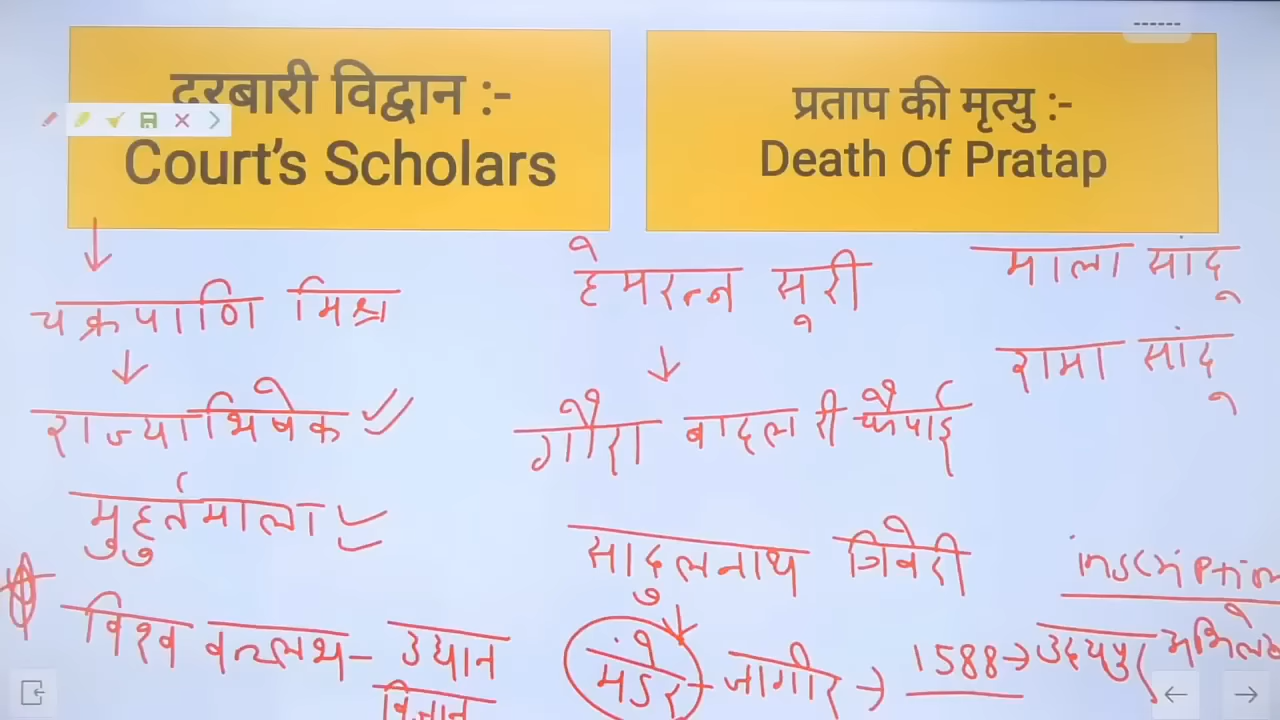 दरबारी विद्वान :-
Court's Scholars
प्रताप की मृत्यु :-
Death Of Pratap
चक्रपाणि मिश्र
राज्याभिषेक
मुहुर्तमाला
विश्व वल्लभ - उद्यान
विज्ञान
हेमरत्न सूरी
गौरा बादल री चौपाई
सादुलनाथ त्रिवेदी
मंडेर - जागीर → 1588 → उदयपुर
inscription
अभिलेख
माला सांदू
रामा सांदू